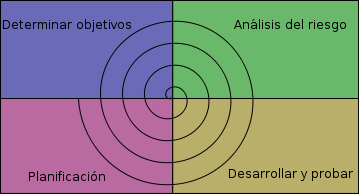 Determinar objetivos
Análisis del riesgo
Planificación
Desarrollar y probar